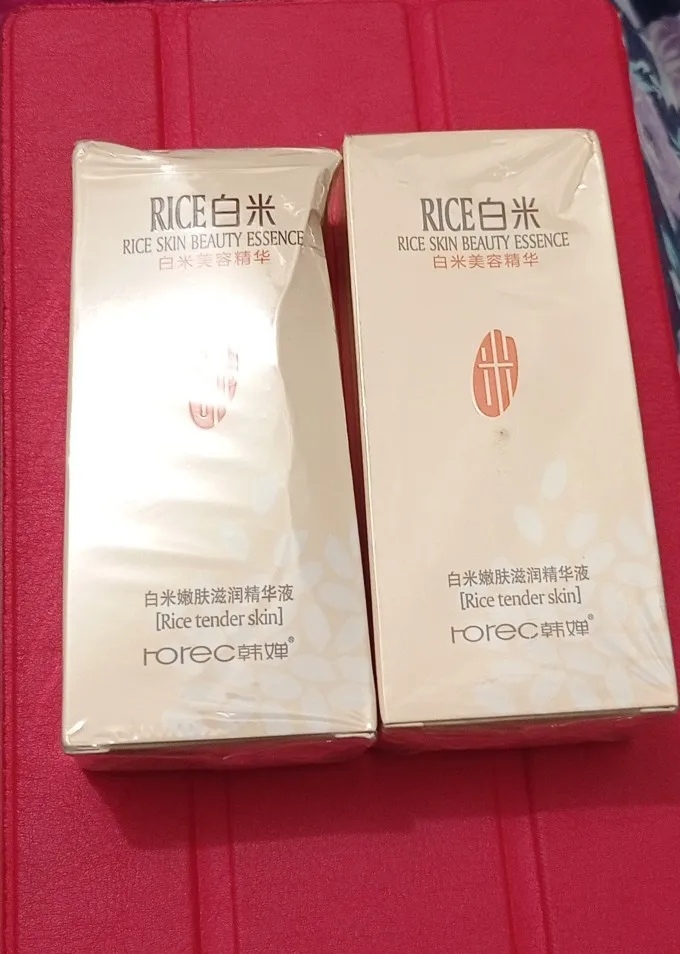 RICE白米
RICE SKIN BEAUTY ESSENCE
白米美容精华
白米嫩肤滋润精华液
[Rice tender skin]
rorec韩婵®
RICE白米
RICE SKIN BEAUTY ESSENCE
白米美容精华
米
白米嫩肤滋润精华液
[Rice tender skin]
rorec韩婵®